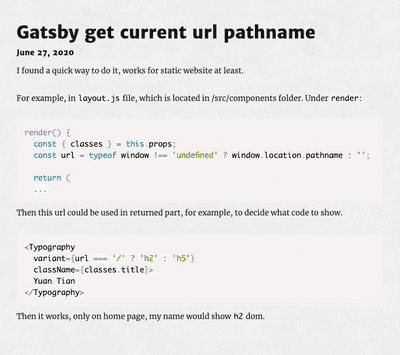 Gatsby get current url pathname
June 27, 2020
I found a quick way to do it, works for static website at least.
For example, in layout.js file, which is located in /src/components folder. Under render:
render() {
const { classes } = this.props;
const url = typeof window !== 'undefined' ? window.location.pathname : '';
return (
...
Then this url could be used in returned part, for example, to decide what code to show.
<Typography
variant={url === '/' ? 'h2' : 'h5'}
className={classes.title}>
Yuan Tian
</Typography>
Then it works, only on home page, my name would show h2 dom.